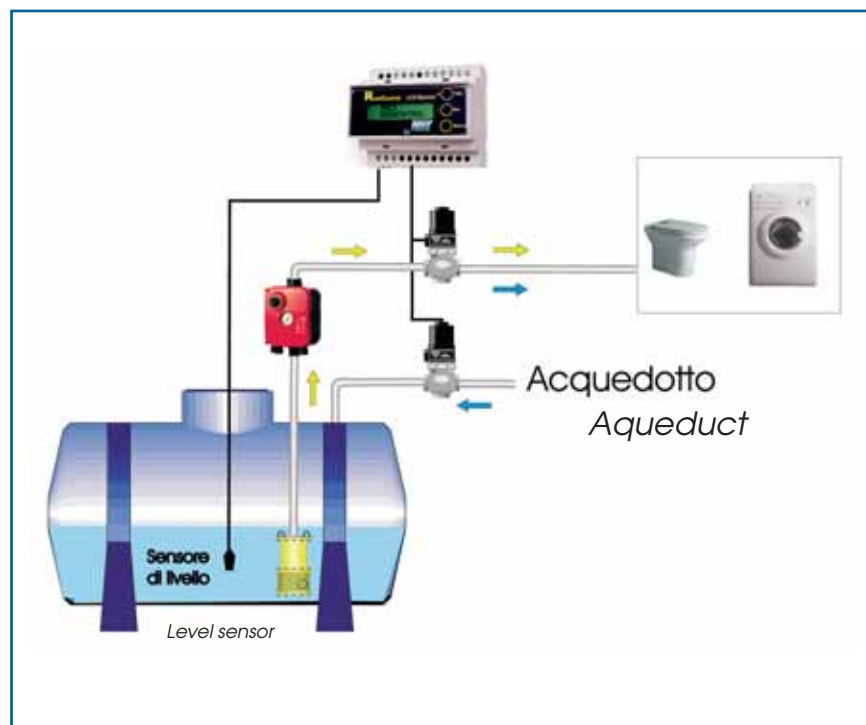 Acquedotto
Aqueduct
Sensore
di livello
Level sensor